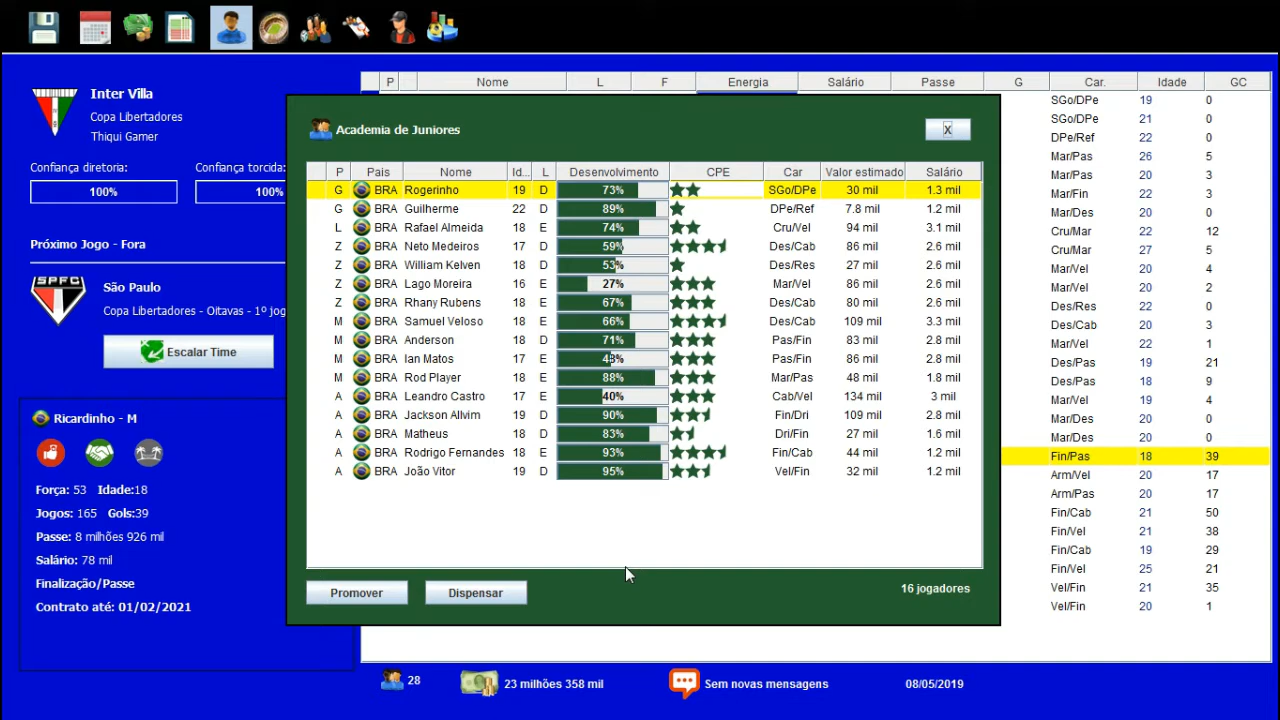 P Nome L F Energia Salário Passe G Car. Idade GC
Inter Villa
Copa Libertadores
Thiqui Gamer
Confiança diretoria: Confiança torcida:
100% 100%
Próximo Jogo - Fora
SPFC
São Paulo
Copa Libertadores - Oitavas - 1º jog
Escalar Time
Ricardinho - M
Força: 53 Idade:18
Jogos: 165 Gols:39
Passe: 8 milhões 926 mil
Salário: 78 mil
Finalização/Passe
Contrato até: 01/02/2021
Academia de Juniores X
P Pais Nome Id... L Desenvolvimento CPE Car Valor estimado Salário
G BRA Rogerinho 19 D 73% SGo/DPe 30 mil 1.3 mil
G BRA Guilherme 22 D 89% DPe/Ref 7.8 mil 1.2 mil
L BRA Rafael Almeida 18 E 74% Cru/Vel 94 mil 3.1 mil
Z BRA Neto Medeiros 17 D 59% Des/Cab 86 mil 2.6 mil
Z BRA William Kelven 18 D 53% Des/Res 27 mil 2.6 mil
Z BRA Lago Moreira 16 E 27% Mar/Vel 86 mil 2.6 mil
Z BRA Rhany Rubens 18 E 67% Des/Cab 80 mil 2.6 mil
M BRA Samuel Veloso 18 E 66% Des/Cab 109 mil 3.3 mil
M BRA Anderson 18 D 71% Pas/Fin 83 mil 2.8 mil
M BRA Ian Matos 17 E Pas/Fin 86 mil 2.8 mil
M BRA Rod Player 18 E 88% Mar/Pas 48 mil 1.8 mil
A BRA Leandro Castro 17 E 40% Cab/Vel 134 mil 3 mil
A BRA Jackson Allvim 19 D 90% Fin/Dri 109 mil 2.8 mil
A BRA Matheus 18 D 83% Dri/Fin 27 mil 1.6 mil
A BRA Rodrigo Fernandes 18 E 93% Fin/Cab 44 mil 1.2 mil
A BRA João Vitor 19 D 95% Vel/Fin 32 mil 1.2 mil
Promover Dispensar 16 jogadores
SGo/DPe 19 0
SGo/DPe 21 0
DPe/Ref 22 0
Mar/Pas 26 5
Mar/Pas 20 3
Mar/Fin 22 3
Mar/Des 20 0
Cru/Mar 22 12
Cru/Mar 27 5
Mar/Vel 20 4
Mar/Vel 20 2
Des/Res 22 0
Des/Cab 20 3
Mar/Vel 22 1
Des/Pas 19 21
Des/Pas 18 9
Mar/Vel 19 4
Mar/Des 20 0
Mar/Des 20 0
Fin/Pas 18 39
Arm/Vel 20 17
Arm/Pas 20 17
Fin/Cab 21 50
Fin/Vel 21 38
Fin/Cab 19 29
Fin/Vel 25 21
Vel/Fin 21 35
Vel/Fin 20 1
28 23 milhões 358 mil Sem novas mensagens 08/05/2019